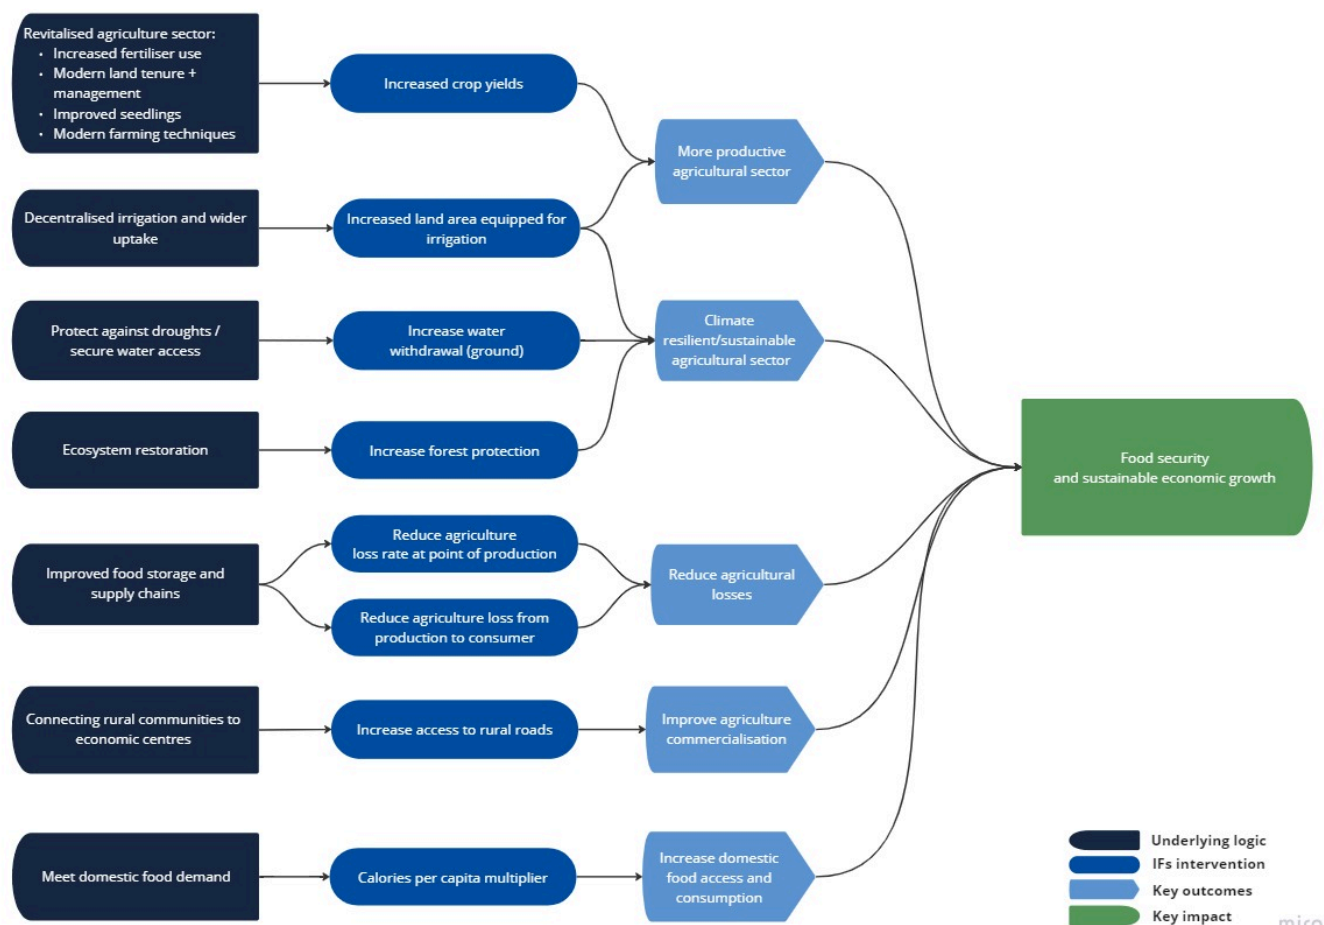 Revitalised agriculture sector:
• Increased fertiliser use
• Modern land tenure +
management
• Improved seedlings
• Modern farming techniques
Increased crop yields
More productive
agricultural sector
Decentralised irrigation and wider
uptake
Increased land area equipped for
irrigation
Protect against droughts /
secure water access
Increase water
withdrawal (ground)
Climate
resilient/sustainable
agricultural sector
Ecosystem restoration
Increase forest protection
Food security
and sustainable economic growth
Improved food storage and
supply chains
Reduce agriculture
loss rate at point of production
Reduce agriculture loss from
production to consumer
Reduce agricultural
losses
Connecting rural communities to
economic centres
Increase access to rural roads
Improve agriculture
commercialisation
Meet domestic food demand
Calories per capita multiplier
Increase domestic
food access and
consumption
Underlying logic
IFs intervention
Key outcomes
Key impact
miro